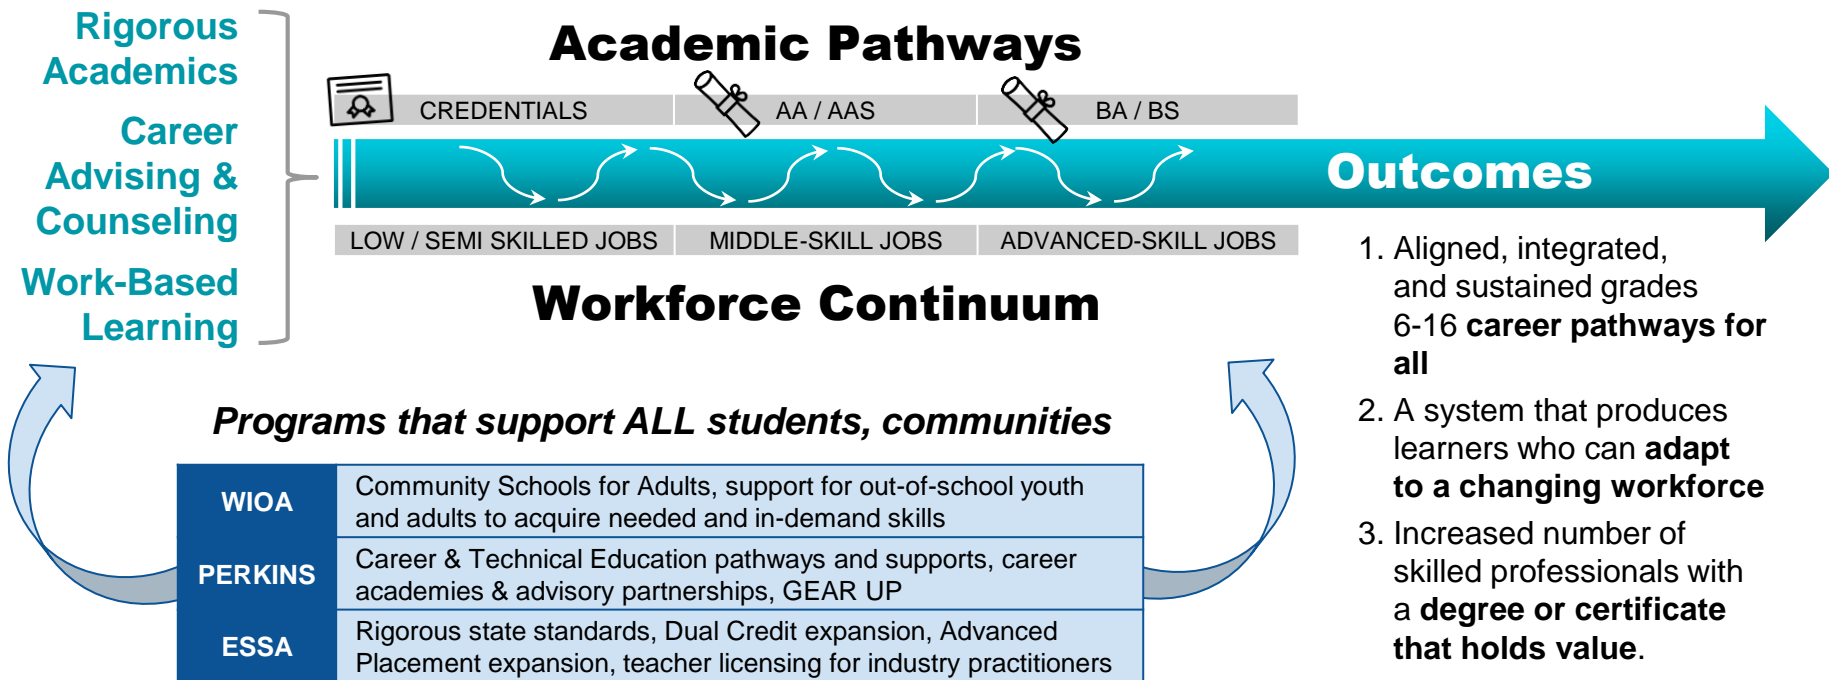 Rigorous
Academics
Career
Advising &
Counseling
Work-Based
Learning
Academic Pathways
CREDENTIALS
AA / AAS
BA / BS
Outcomes
LOW / SEMI SKILLED JOBS
MIDDLE-SKILL JOBS
ADVANCED-SKILL JOBS
Workforce Continuum
1. Aligned, integrated,
and sustained grades
6-16 career pathways for
all
2. A system that produces
learners who can adapt
to a changing workforce
3. Increased number of
skilled professionals with
a degree or certificate
that holds value.
Programs that support ALL students, communities
WIOA
Community Schools for Adults, support for out-of-school youth
and adults to acquire needed and in-demand skills
PERKINS
Career & Technical Education pathways and supports, career
academies & advisory partnerships, GEAR UP
ESSA
Rigorous state standards, Dual Credit expansion, Advanced
Placement expansion, teacher licensing for industry practitioners